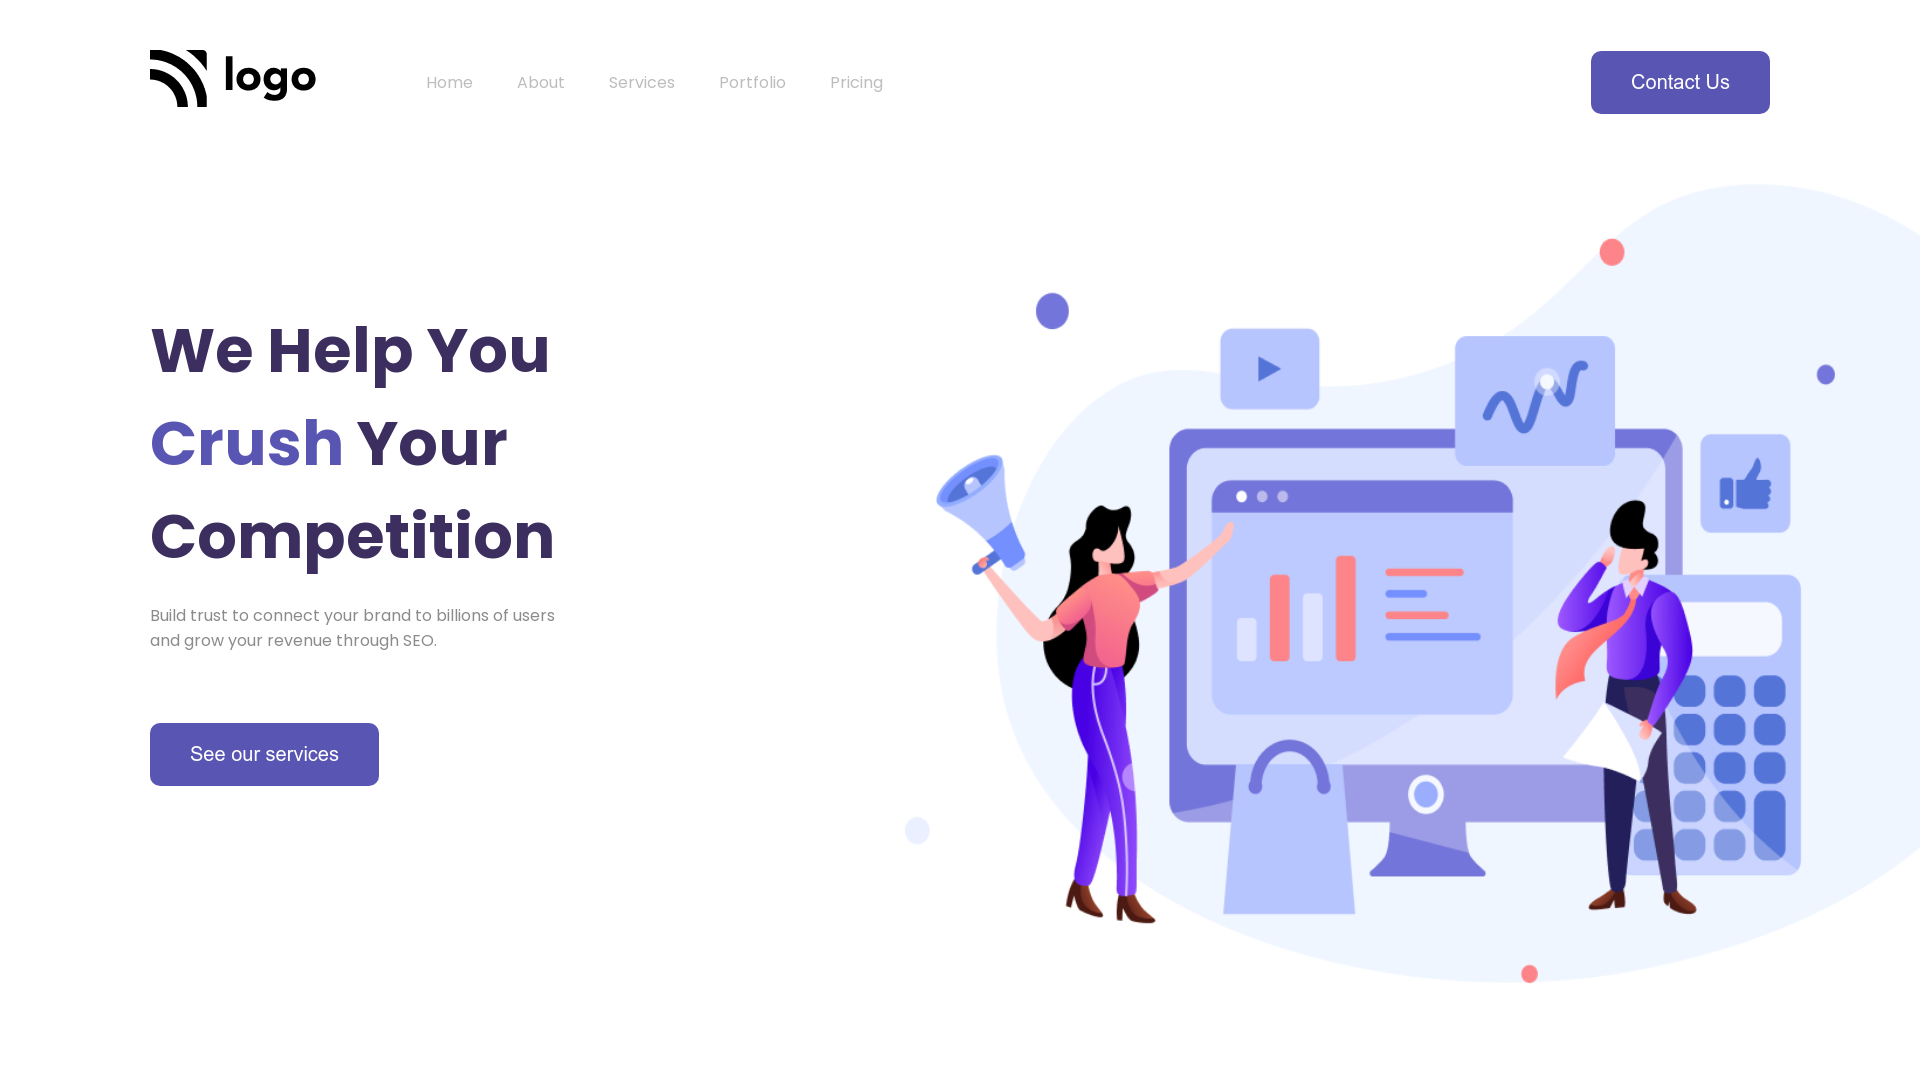 logo
Home
About
Services
Portfolio
Pricing
Contact Us
We Help You
Crush Your
Competition
Build trust to connect your brand to billions of users
and grow your revenue through SEO.
See our services